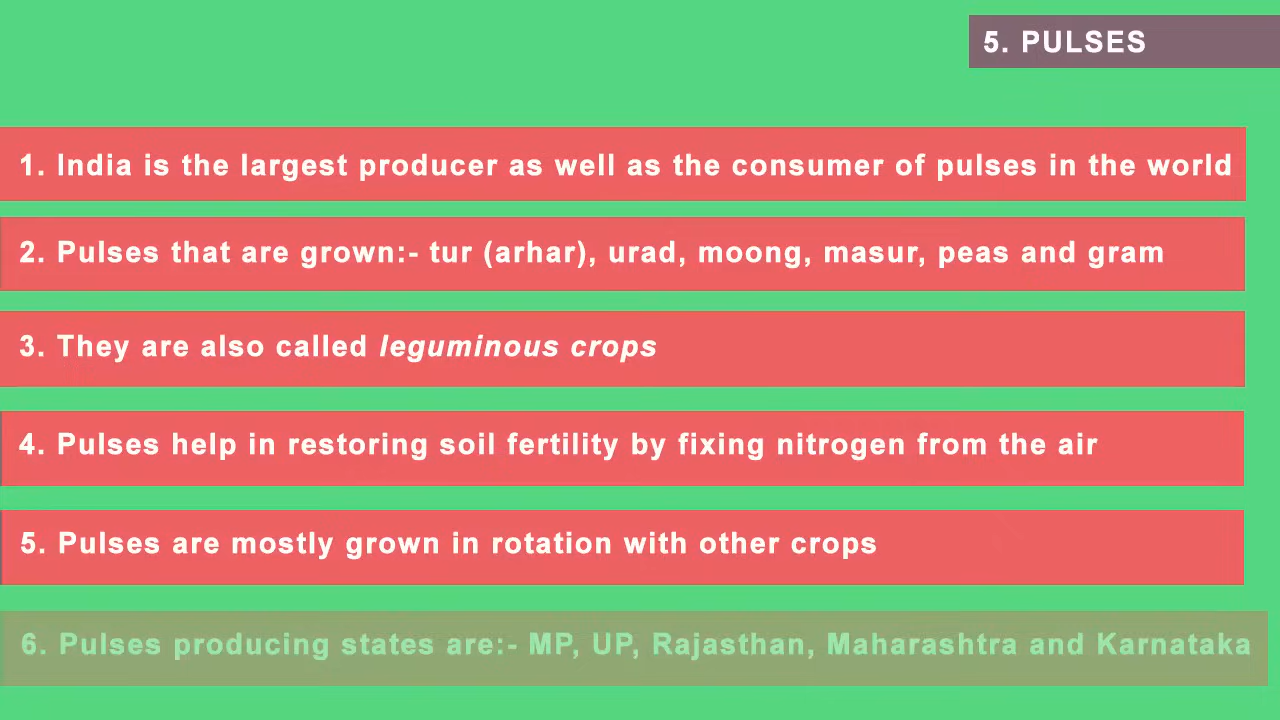 5. PULSES
1. India is the largest producer as well as the consumer of pulses in the world
2. Pulses that are grown:- tur (arhar), urad, moong, masur, peas and gram
3. They are also called leguminous crops
4. Pulses help in restoring soil fertility by fixing nitrogen from the air
5. Pulses are mostly grown in rotation with other crops
6. Pulses producing states are:- MP, UP, Rajasthan, Maharashtra and Karnataka